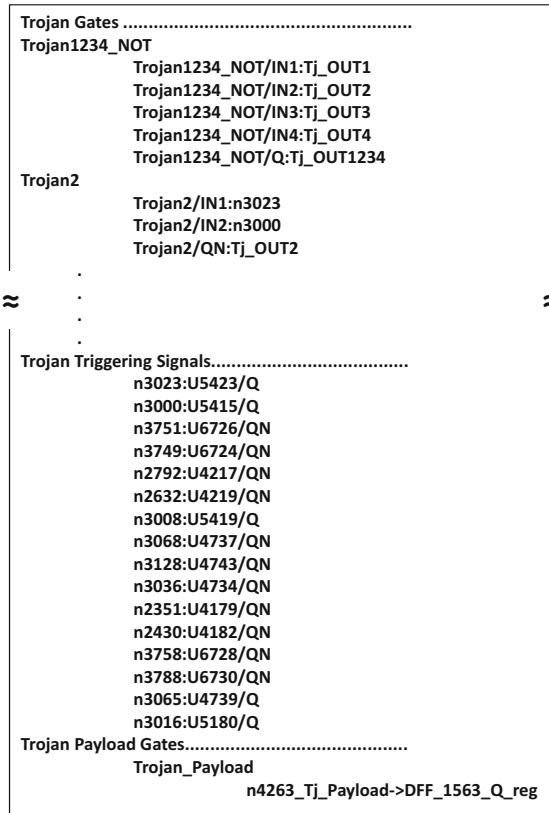 Trojan Gates .......................................................
Trojan1234_NOT
Trojan1234_NOT/IN1:Tj_OUT1
Trojan1234_NOT/IN2:Tj_OUT2
Trojan1234_NOT/IN3:Tj_OUT3
Trojan1234_NOT/IN4:Tj_OUT4
Trojan1234_NOT/Q:Tj_OUT1234
Trojan2
Trojan2/IN1:n3023
Trojan2/IN2:n3000
Trojan2/QN:Tj_OUT2
.
≈ . ≈
.
.
Trojan Triggering Signals.......................................
n3023:U5423/Q
n3000:U5415/Q
n3751:U6726/QN
n3749:U6724/QN
n2792:U4217/QN
n2632:U4219/QN
n3008:U5419/Q
n3068:U4737/QN
n3128:U4743/QN
n3036:U4734/QN
n2351:U4179/QN
n2430:U4182/QN
n3758:U6728/QN
n3788:U6730/QN
n3065:U4739/Q
n3016:U5180/Q
Trojan Payload Gates............................................
Trojan_Payload
n4263_Tj_Payload->DFF_1563_Q_reg